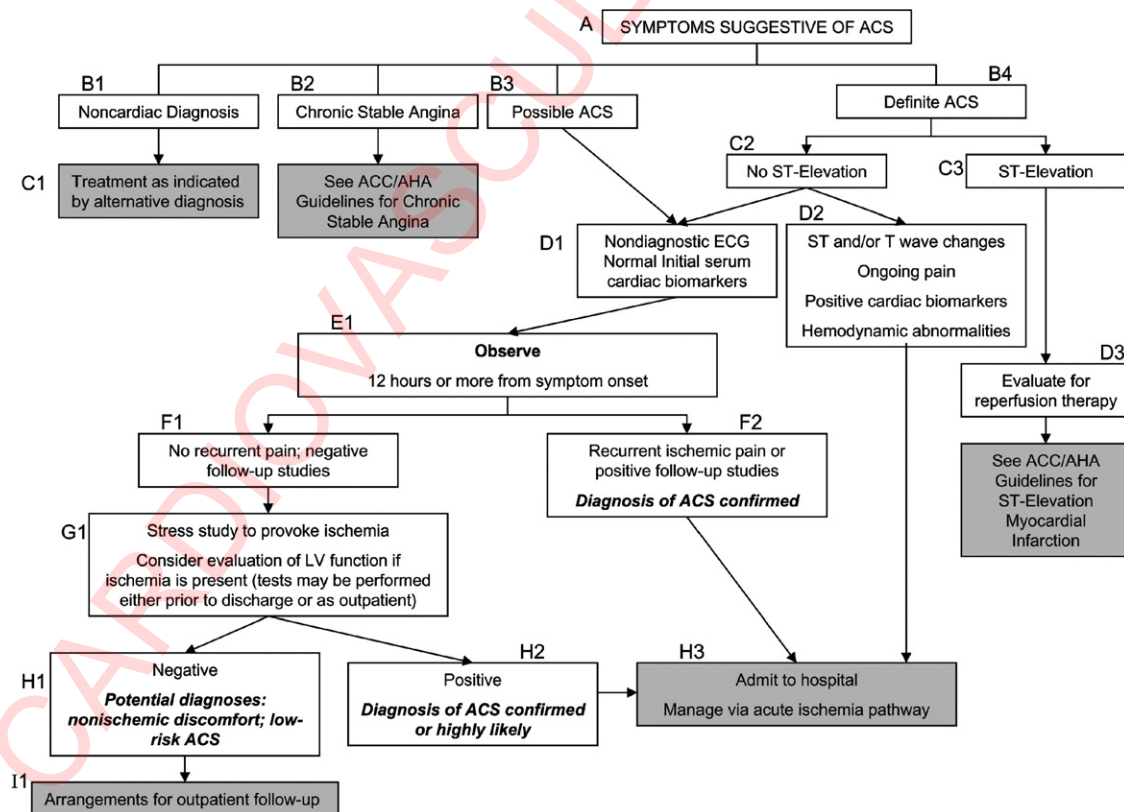 A
SYMPTOMS SUGGESTIVE OF ACS
B1
Noncardiac Diagnosis
B2
Chronic Stable Angina
B3
Possible ACS
B4
Definite ACS
C1
Treatment as indicated
by alternative diagnosis
See ACC/AHA
Guidelines for Chronic
Stable Angina
C2
No ST-Elevation
C3
ST-Elevation
D1
Nondiagnostic ECG
Normal Initial serum
cardiac biomarkers
D2
ST and/or T wave changes
Ongoing pain
Positive cardiac biomarkers
Hemodynamic abnormalities
D3
Evaluate for
reperfusion therapy
See ACC/AHA
Guidelines for
ST-Elevation
Myocardial
Infarction
E1
Observe
12 hours or more from symptom onset
F1
No recurrent pain; negative
follow-up studies
F2
Recurrent ischemic pain or
positive follow-up studies
Diagnosis of ACS confirmed
G1
Stress study to provoke ischemia
Consider evaluation of LV function if
ischemia is present (tests may be performed
either prior to discharge or as outpatient)
H1
Negative
Potential diagnoses:
nonischemic discomfort; low-
risk ACS
H2
Positive
Diagnosis of ACS confirmed
or highly likely
H3
Admit to hospital
Manage via acute ischemia pathway
I1
Arrangements for outpatient follow-up
CARDIOVASCUL